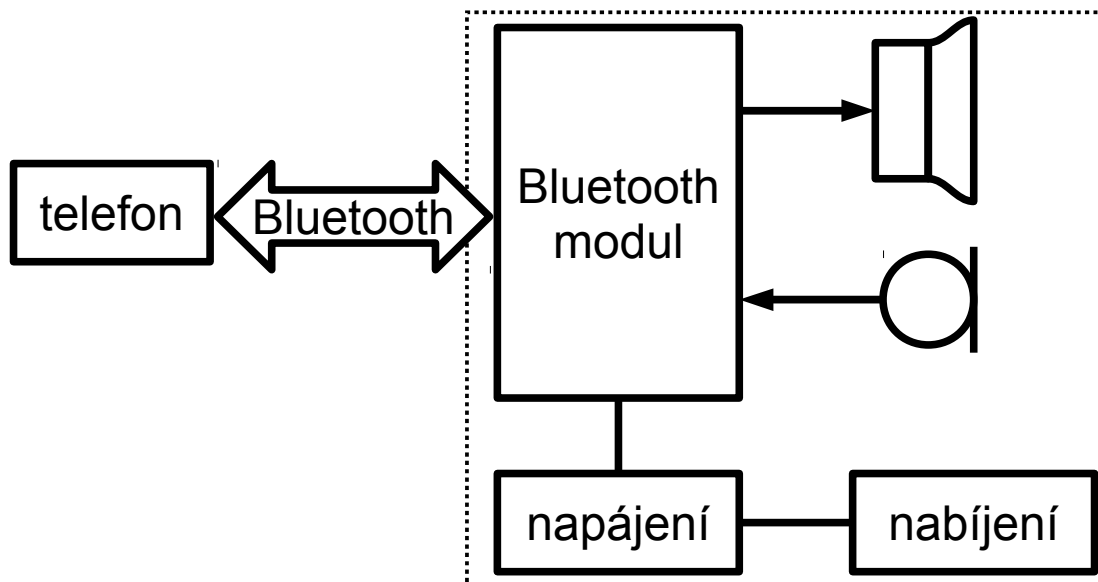 telefon
Bluetooth
Bluetooth
modul
napájení
nabíjení